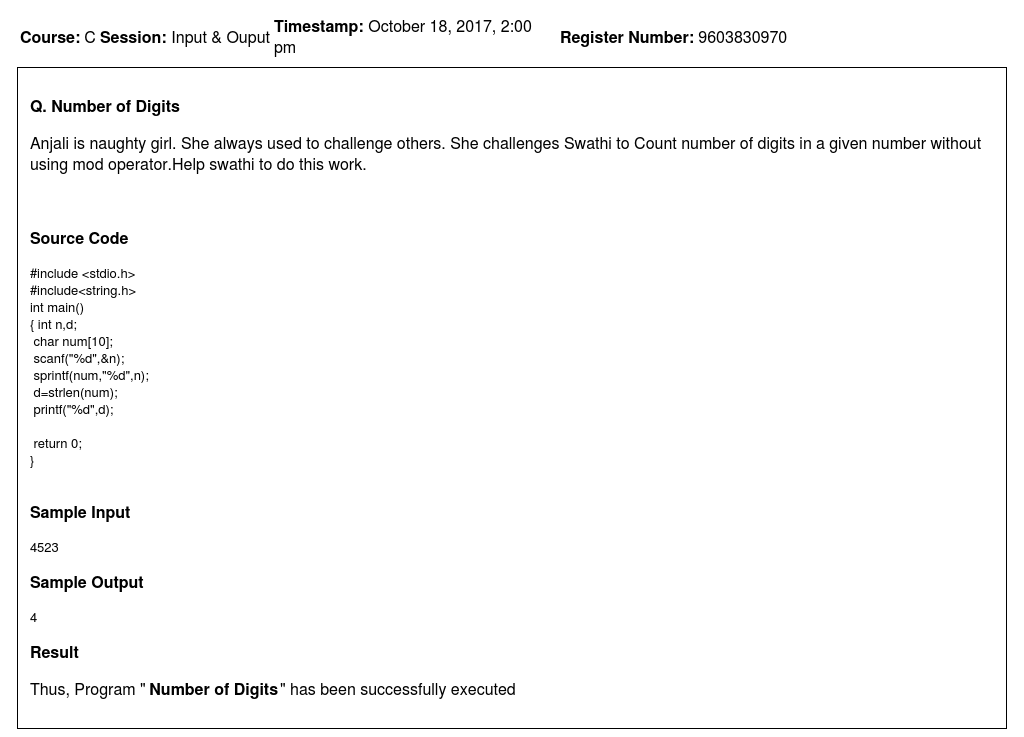 Course: C Session: Input & Ouput Timestamp: October 18, 2017, 2:00 pm Register Number: 9603830970
Q. Number of Digits
Anjali is naughty girl. She always used to challenge others. She challenges Swathi to Count number of digits in a given number without
using mod operator.Help swathi to do this work.
Source Code
#include <stdio.h>
#include<string.h>
int main()
{ int n,d;
char num[10];
scanf("%d",&n);
sprintf(num,"%d",n);
d=strlen(num);
printf("%d",d);
return 0;
}
Sample Input
4523
Sample Output
4
Result
Thus, Program " Number of Digits" has been successfully executed